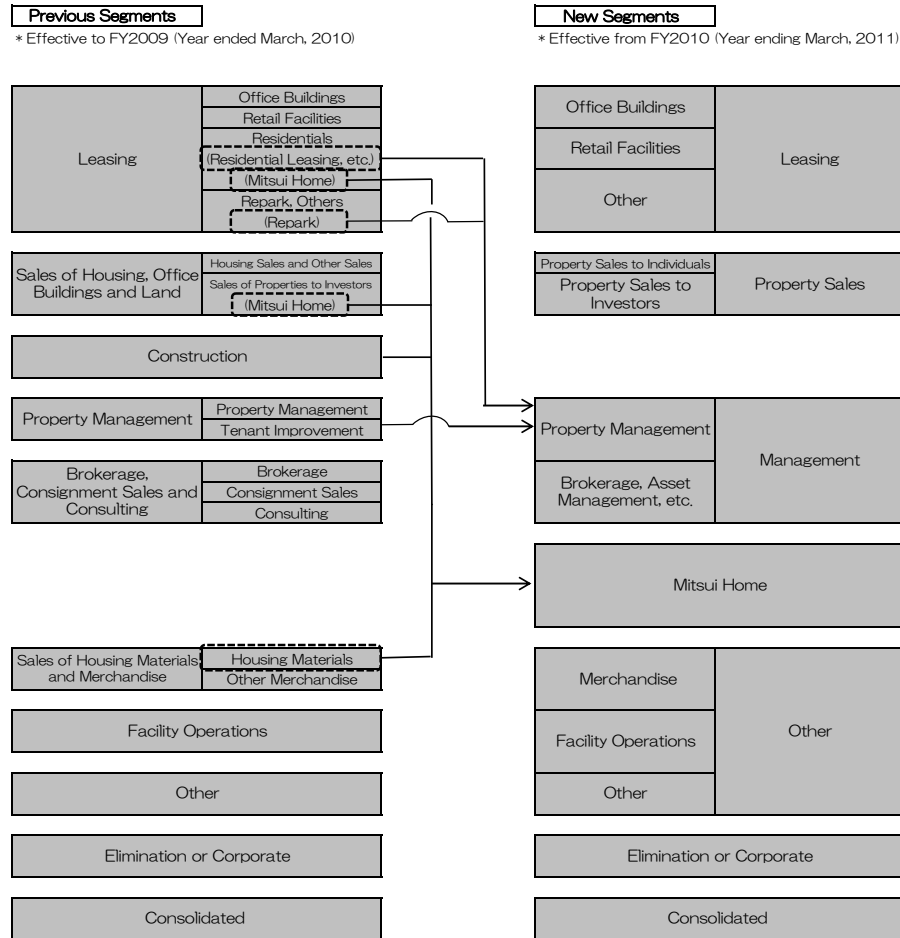 Previous Segments
* Effective to FY2009 (Year ended March, 2010)
Leasing
Office Buildings
Retail Facilities
Residentials
(Residential Leasing, etc.)
(Mitsui Home)
Repark, Others
(Repark)
Sales of Housing, Office
Buildings and Land
Housing Sales and Other Sales
Sales of Properties to Investors
(Mitsui Home)
Construction
Property Management
Property Management
Tenant Improvement
Brokerage,
Consignment Sales and
Consulting
Brokerage
Consignment Sales
Consulting
Sales of Housing Materials
and Merchandise
Housing Materials
Other Merchandise
Facility Operations
Other
Elimination or Corporate
Consolidated
New Segments
* Effective from FY2010 (Year ending March, 2011)
Office Buildings
Retail Facilities
Other
Leasing
Property Sales to Individuals
Property Sales to
Investors
Property Sales
Property Management
Brokerage, Asset
Management, etc.
Management
Mitsui Home
Merchandise
Facility Operations
Other
Other
Elimination or Corporate
Consolidated